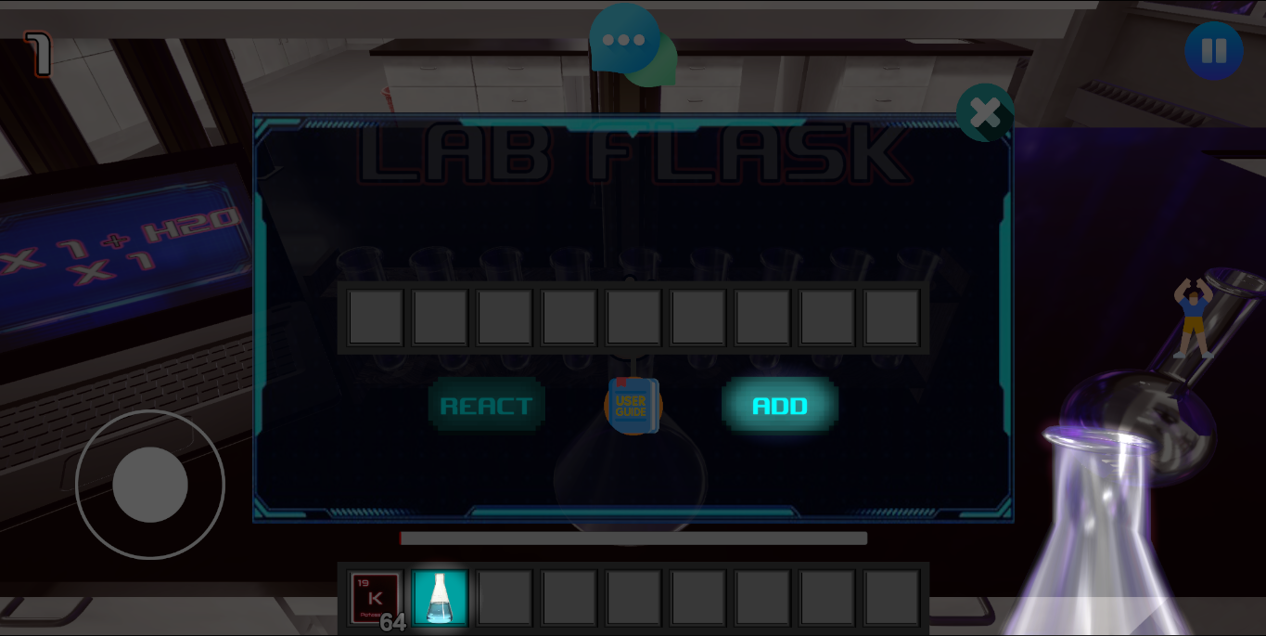 1
LAB FLASK
X 1 + H2O
X 1
REACT
USER
GUIDE
ADD
19
K
64